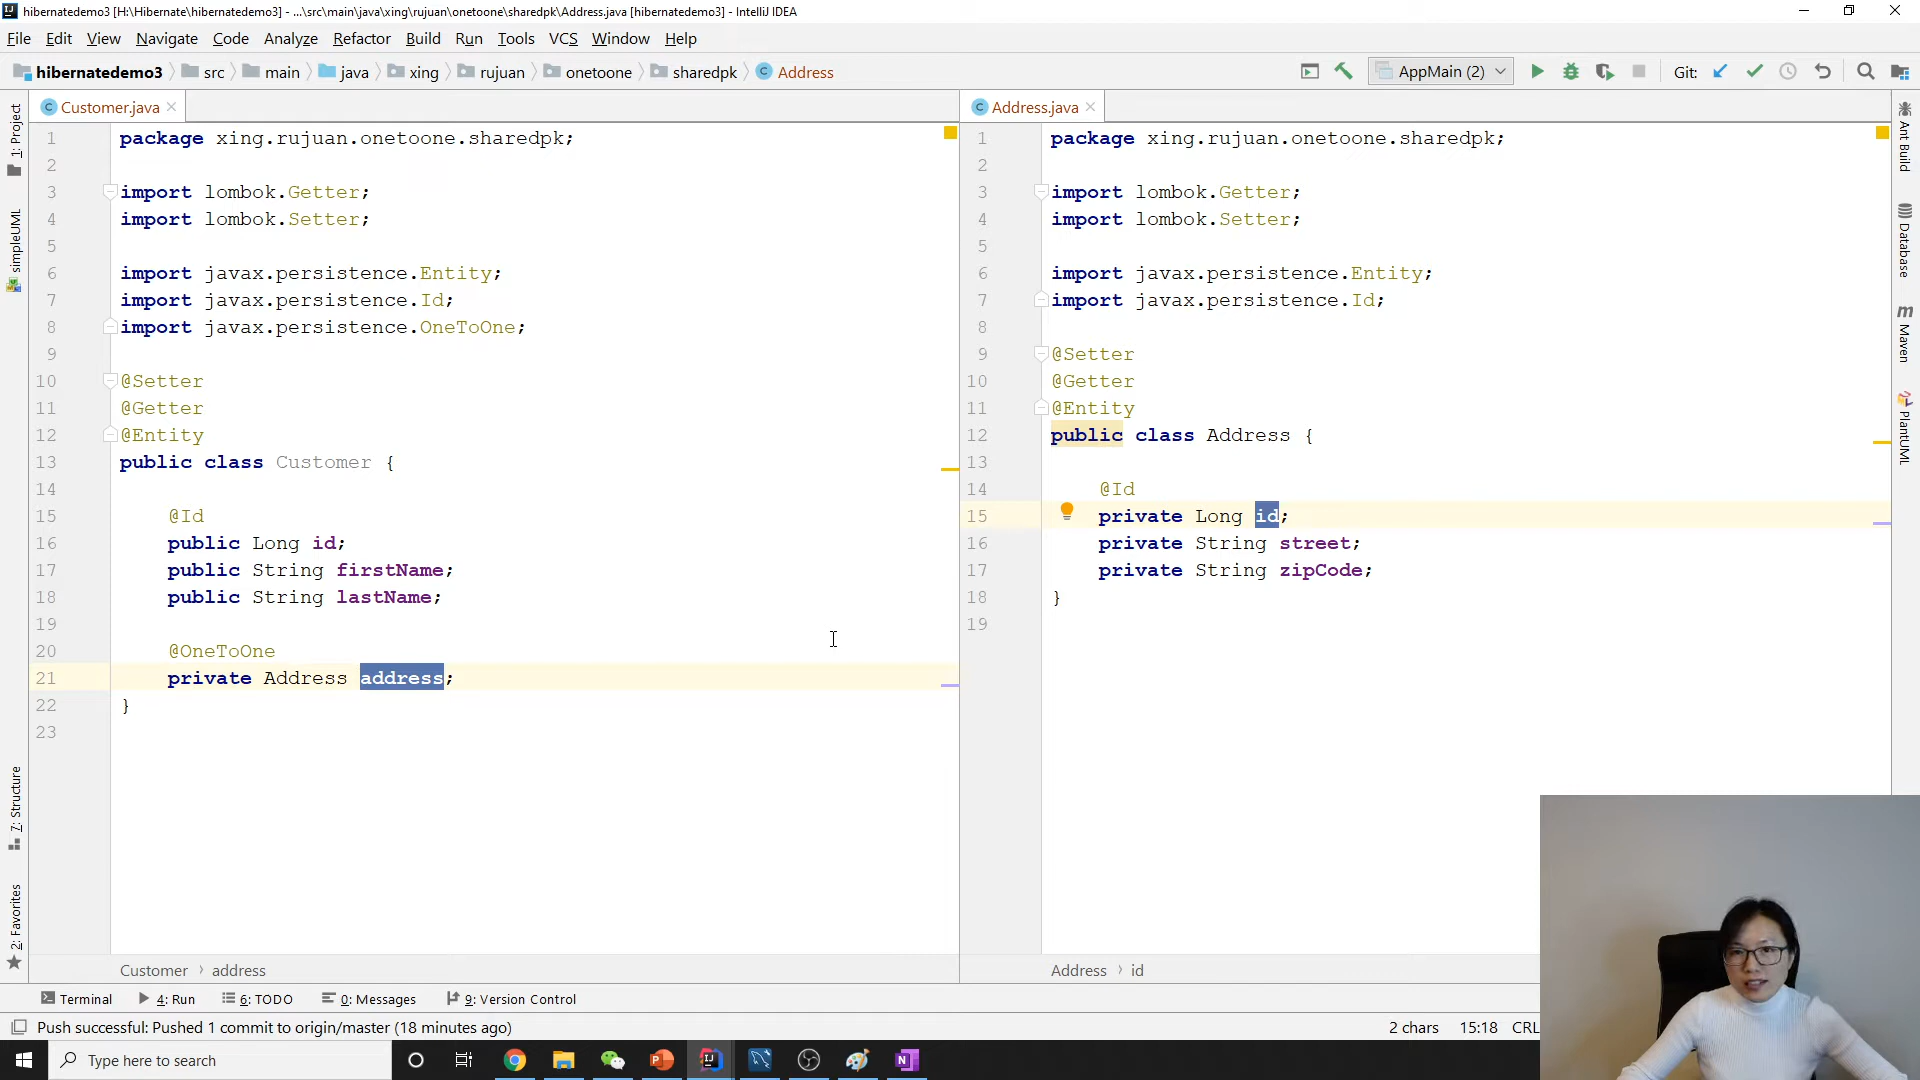 hibernatedemo3 [H:\Hibernate\hibernatedemo3] - ...\src\main\java\xing\rujuan\onetoone\sharedpk\Address.java [hibernatedemo3] - IntelliJ IDEA
File Edit View Navigate Code Analyze Refactor Build Run Tools VCS Window Help
hibernatedemo3 src main java xing rujuan onetoone sharedpk Address AppMain (2) Git:
Customer.java
1 package xing.rujuan.onetoone.sharedpk;
2
3 import lombok.Getter;
4 import lombok.Setter;
5
6 import javax.persistence.Entity;
7 import javax.persistence.Id;
8 import javax.persistence.OneToOne;
9
10 @Setter
11 @Getter
12 @Entity
13 public class Customer {
14
15 @Id
16 public Long id;
17 public String firstName;
18 public String lastName;
19
20 @OneToOne
21 private Address address;
22 }
23
Customer › address
Address.java
1 package xing.rujuan.onetoone.sharedpk;
2
3 import lombok.Getter;
4 import lombok.Setter;
5
6 import javax.persistence.Entity;
7 import javax.persistence.Id;
8
9 @Setter
10 @Getter
11 @Entity
12 public class Address {
13
14 @Id
15 private Long id;
16 private String street;
17 private String zipCode;
18 }
19
Address › id
1: Project
simpleUML
7: Structure
2: Favorites
Ant Build
Database
Maven
PlantUML
Terminal 4: Run 6: TODO 0: Messages 9: Version Control
Push successful: Pushed 1 commit to origin/master (18 minutes ago) 2 chars 15:18 CRL
Type here to search